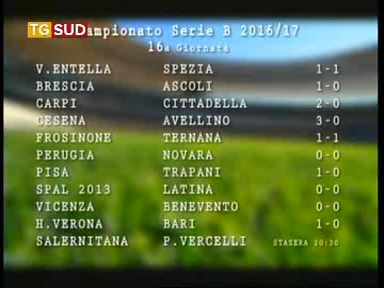 TG SUD
ampionato Serie B 2016/17
16a Giornata
V.ENTELLA SPEZIA 1-1
BRESCIA ASCOLI 1-0
CARPI CITTADELLA 2-0
CESENA AVELLINO 3-0
FROSINONE TERNANA 1-1
PERUGIA NOVARA 0-0
PISA TRAPANI 1-0
SPAL 2013 LATINA 0-0
VICENZA BENEVENTO 0-0
H.VERONA BARI 1-0
SALERNITANA P.VERCELLI STASERA 20:30